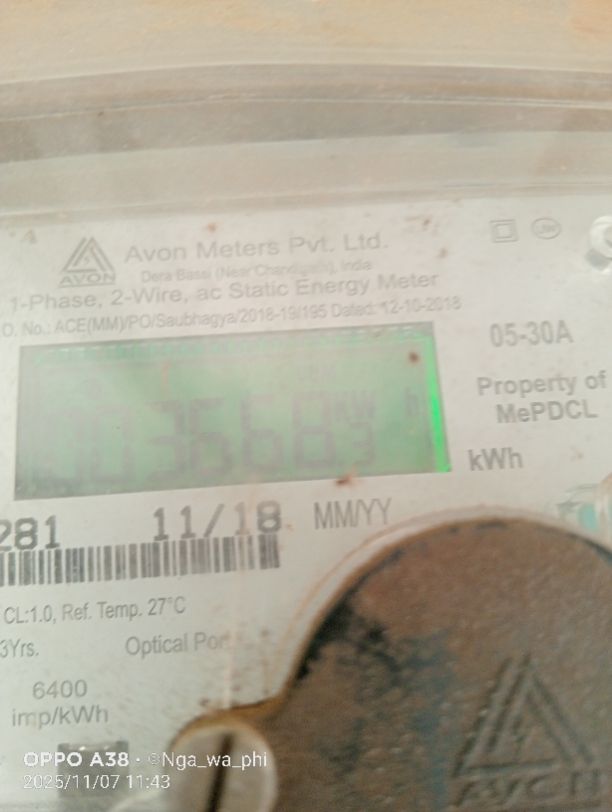 AVON
Avon Meters Pvt. Ltd.
Dera Bassi (Near Chandigarh), India
1-Phase, 2-Wire, ac Static Energy Meter
O. No.: ACE(MM)/PO/Saubhagya/2018-19/195 Dated: 12-10-2018
05-30A
Property of
MePDCL
kWh
281 11/18 MM/YY
CL:1.0, Ref. Temp. 27°C
3Yrs. Optical Por
6400
imp/kWh
AVON
OPPO A38 · ©Nga_wa_phi
2025/11/07 11:43